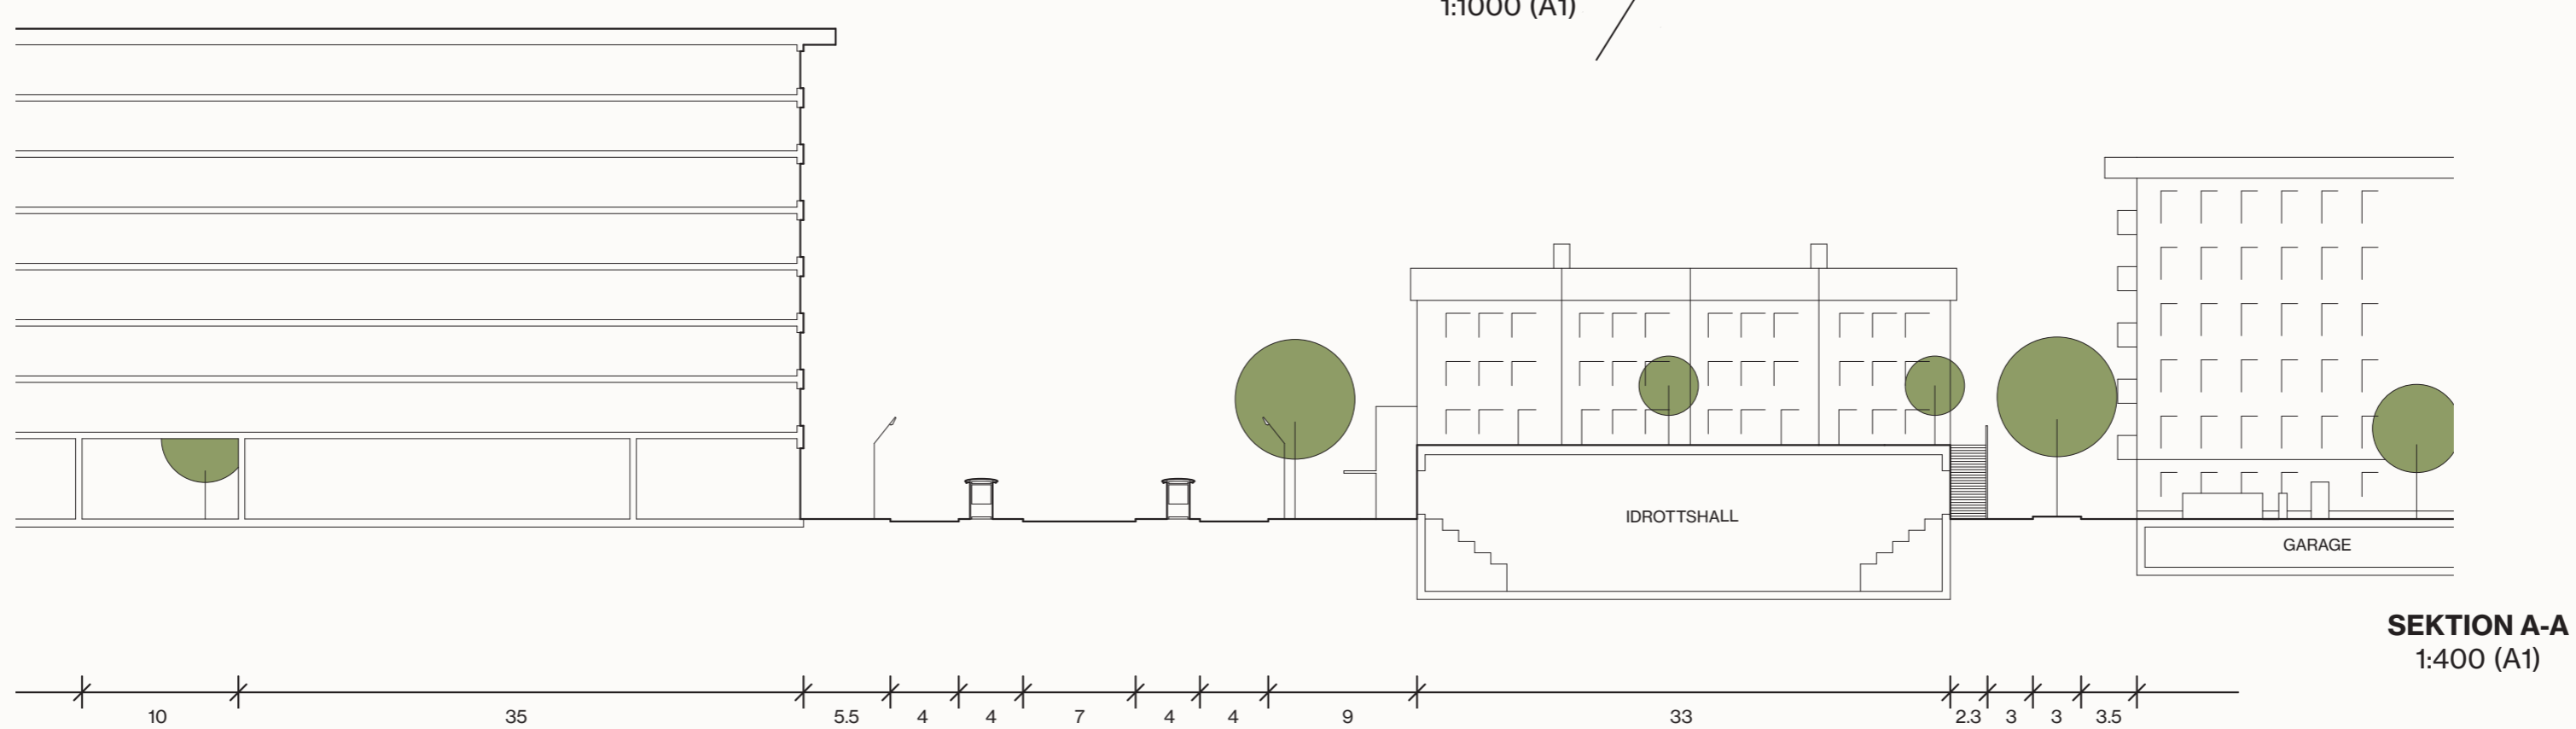 1:1000 (A1)
IDROTTSHALL
GARAGE
SEKTION A-A
1:400 (A1)
10 35 5.5 4 4 7 4 4 9 33 2.3 3 3 3.5